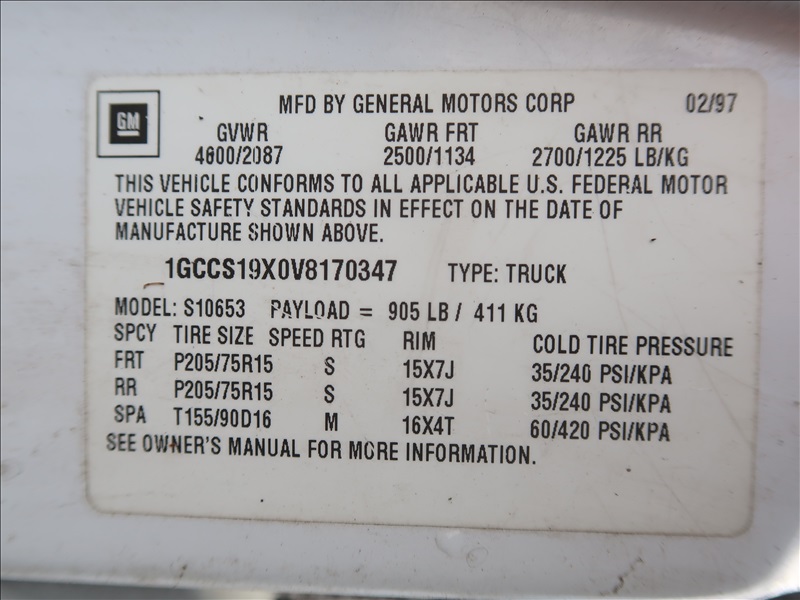 GM
MFD BY GENERAL MOTORS CORP 02/97
GVWR GAWR FRT GAWR RR
4600/2087 2500/1134 2700/1225 LB/KG
THIS VEHICLE CONFORMS TO ALL APPLICABLE U.S. FEDERAL MOTOR
VEHICLE SAFETY STANDARDS IN EFFECT ON THE DATE OF
MANUFACTURE SHOWN ABOVE.
1GCCS19X0V8170347 TYPE: TRUCK
MODEL: S10653 PAYLOAD = 905 LB / 411 KG
SPCY TIRE SIZE SPEED RTG RIM COLD TIRE PRESSURE
FRT P205/75R15 S 15X7J 35/240 PSI/KPA
RR P205/75R15 S 15X7J 35/240 PSI/KPA
SPA T155/90D16 M 16X4T 60/420 PSI/KPA
SEE OWNER'S MANUAL FOR MORE INFORMATION.